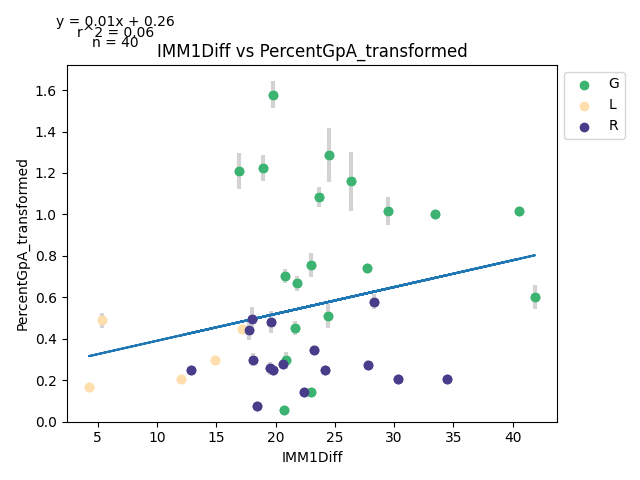 y = 0.01x + 0.26
r^2 = 0.06
n = 40
IMM1Diff vs PercentGpA_transformed
G
L
R
PercentGpA_transformed
1.6
1.4
1.2
1.0
0.8
0.6
0.4
0.2
0.0
5 10 15 20 25 30 35 40
IMM1Diff